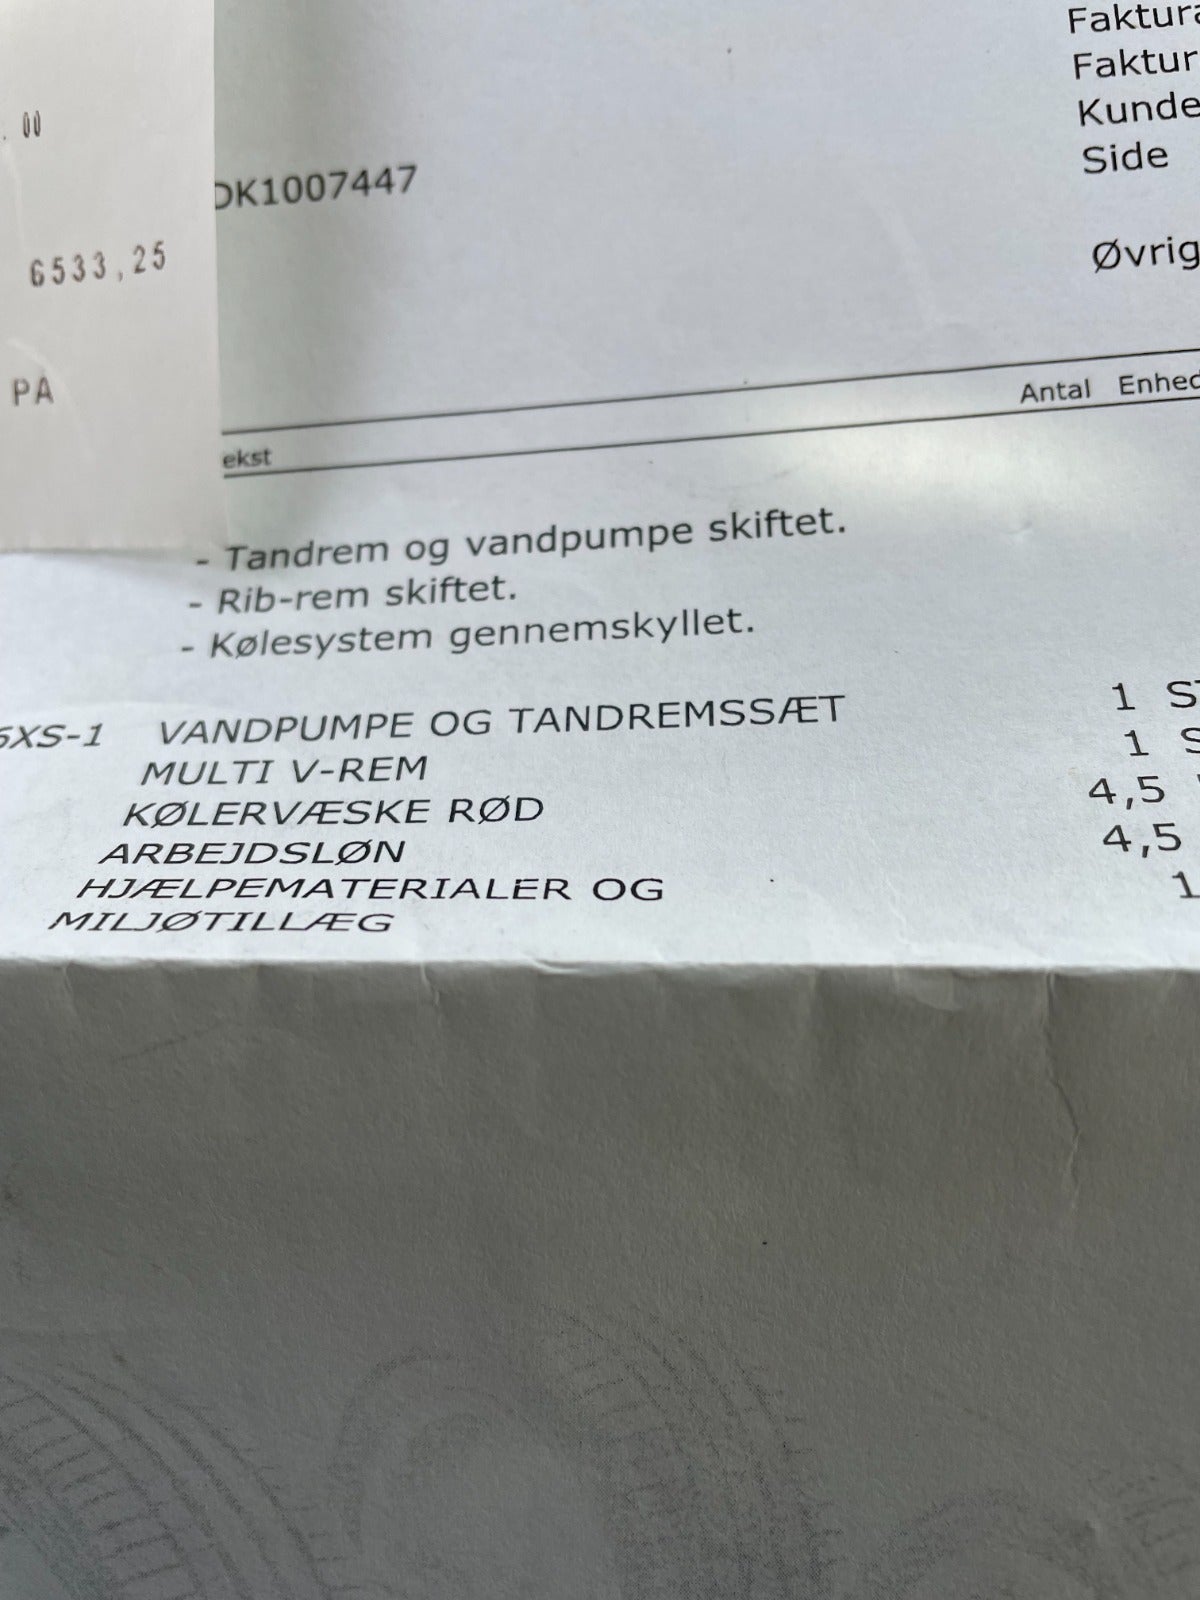 Faktura
Faktur
Kunde
Side
. 00
DK1007447
6533,25
Øvrig
PA
Antal Enhed
ekst
- Tandrem og vandpumpe skiftet.
- Rib-rem skiftet.
- Kølesystem gennemskyllet.
6XS-1 VANDPUMPE OG TANDREMSSÆT 1 ST
MULTI V-REM 1 S
KØLERVÆSKE RØD 4,5
ARBEJDSLØN 4,5
HJÆLPEMATERIALER OG 1
MILJØTILLÆG